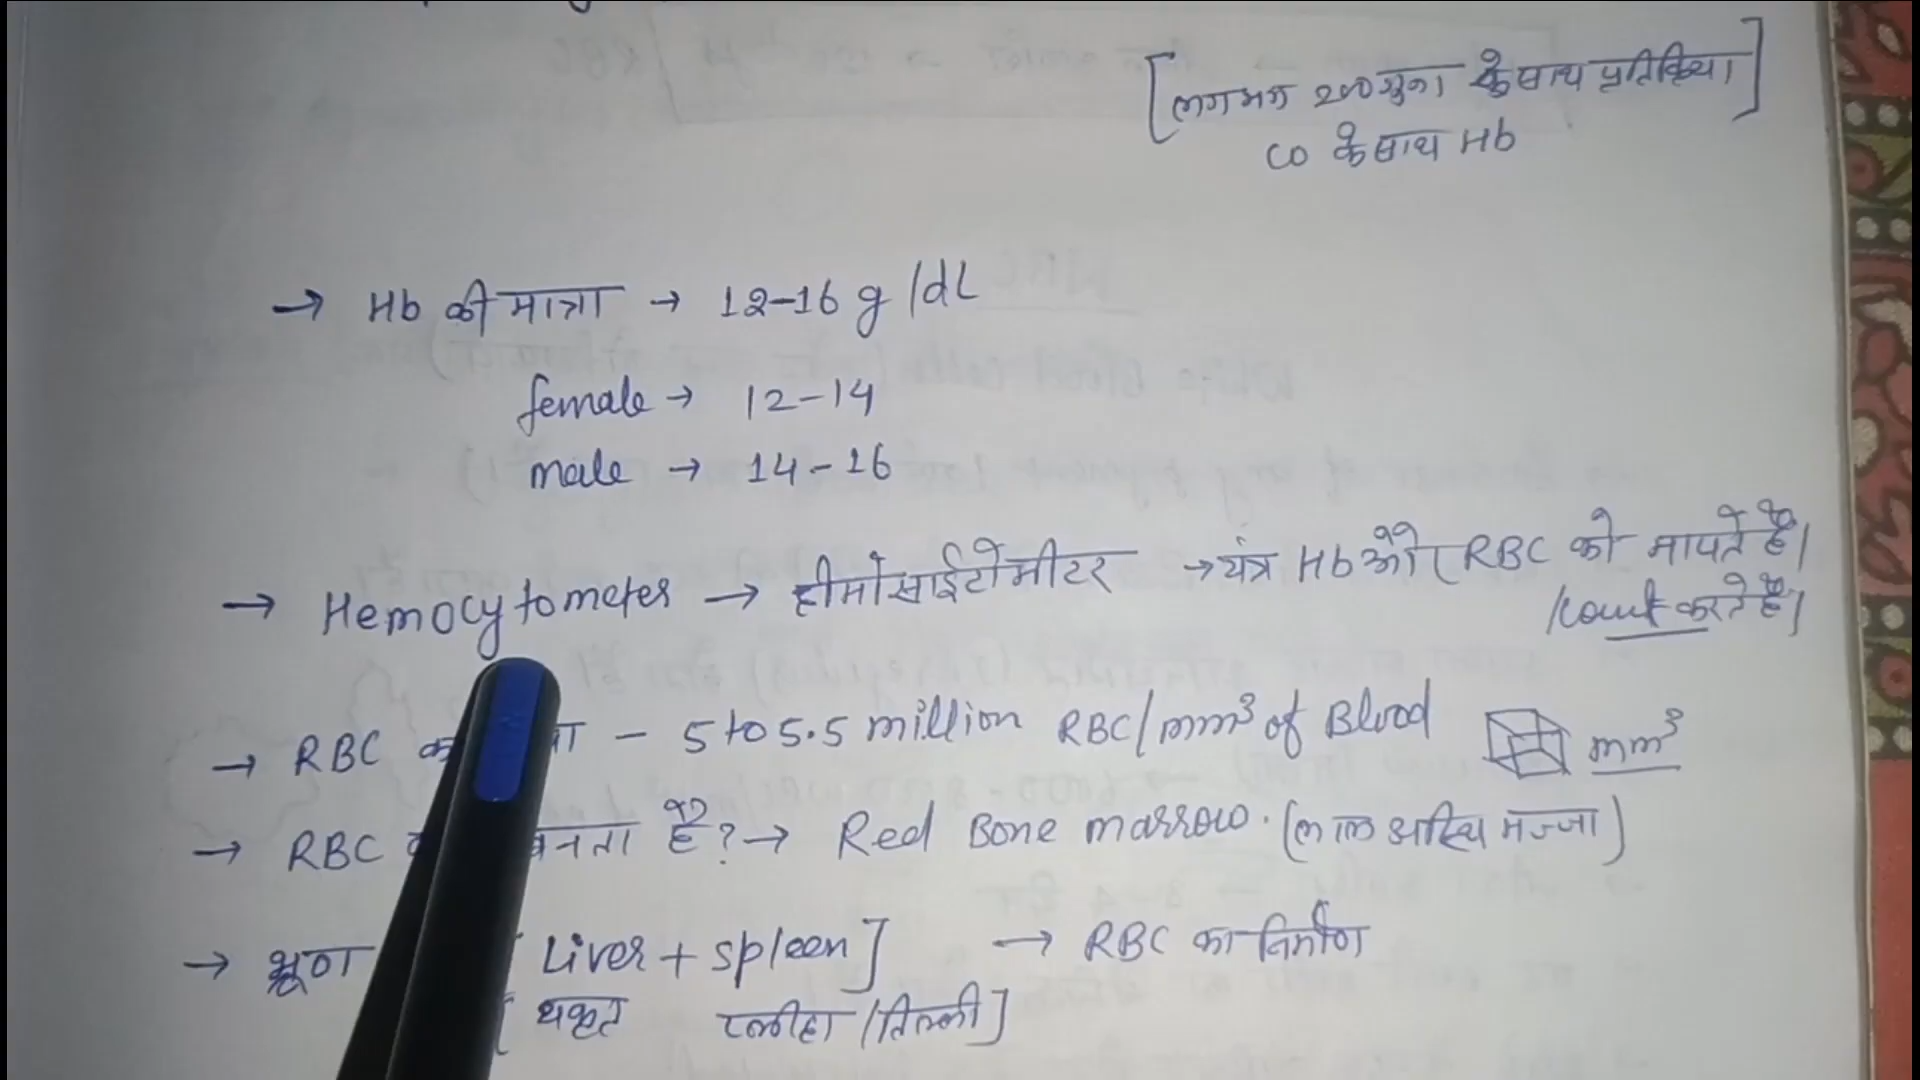 [लगभग 200गुना के साथ प्रतिक्रिया]
CO के साथ Hb
→ Hb की मात्रा → 12-16 g/dL
female → 12-14
male → 14-16
→ Hemocytometer → हीमोसाईटोमीटर → यंत्र Hb और RBC को मापते है।
/count करते है।
→ RBC - 5 to 5.5 million RBC/mm³ of Blood mm³
→ RBC बनता है? → Red Bone marrow. (लाल अस्थि मज्जा)
→ भ्रूण [Liver + spleen] → RBC का निर्माण
[यकृत प्लीहा/तिल्ली]